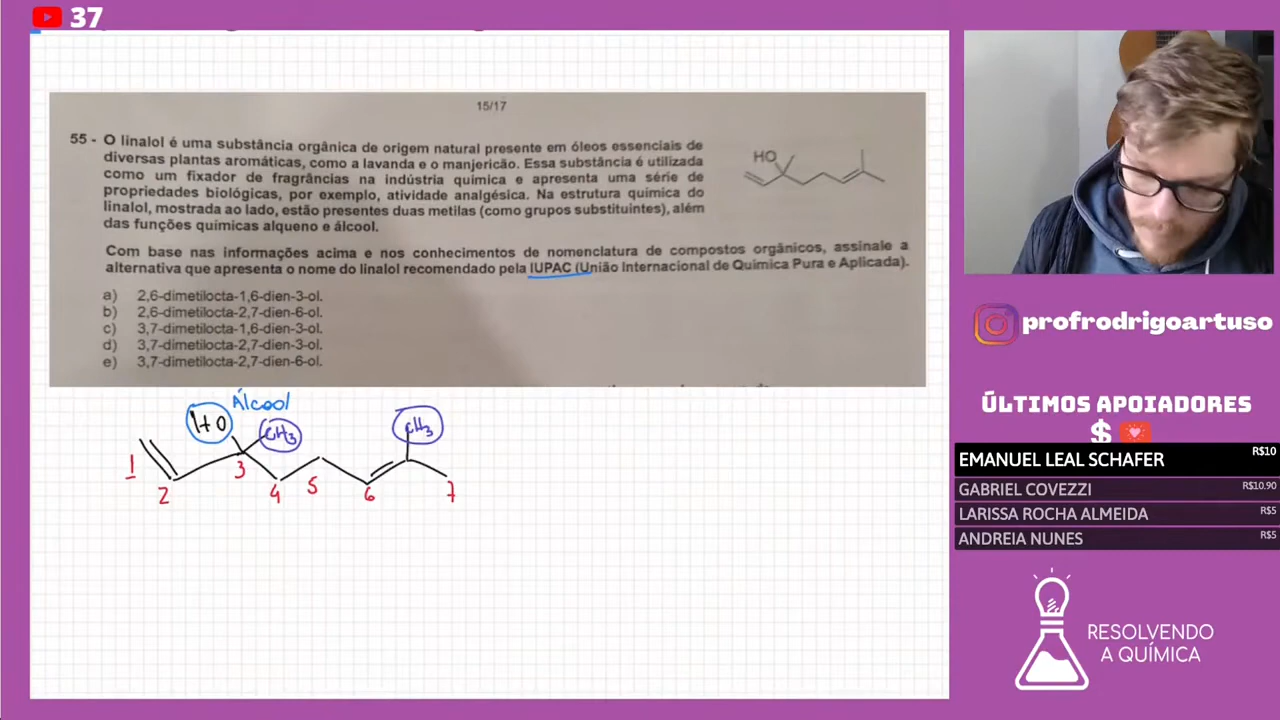 37
15/17
55 - O linalol é uma substância orgânica de origem natural presente em óleos essenciais de
diversas plantas aromáticas, como a lavanda e o manjericão. Essa substância é utilizada
como um fixador de fragrâncias na indústria química e apresenta uma série de
propriedades biológicas, por exemplo, atividade analgésica. Na estrutura química do
linalol, mostrada ao lado, estão presentes duas metilas (como grupos substituintes), além
das funções químicas alqueno e álcool.
HO
Com base nas informações acima e nos conhecimentos de nomenclatura de compostos orgânicos, assinale a
alternativa que apresenta o nome do linalol recomendado pela IUPAC (União Internacional de Química Pura e Aplicada).
a) 2,6-dimetilocta-1,6-dien-3-ol.
b) 2,6-dimetilocta-2,7-dien-6-ol.
c) 3,7-dimetilocta-1,6-dien-3-ol.
d) 3,7-dimetilocta-2,7-dien-3-ol.
e) 3,7-dimetilocta-2,7-dien-6-ol.
Álcool
HO CH3 CH3
1 2 3 4 5 6 7
profrodrigoartuso
ÚLTIMOS APOIADORES
$
EMANUEL LEAL SCHAFER R$10
GABRIEL COVEZZI R$10.90
LARISSA ROCHA ALMEIDA R$5
ANDREIA NUNES R$5
RESOLVENDO
A QUÍMICA